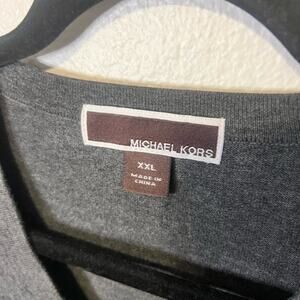 MICHAEL KORS
XXL
MADE IN
CHINA